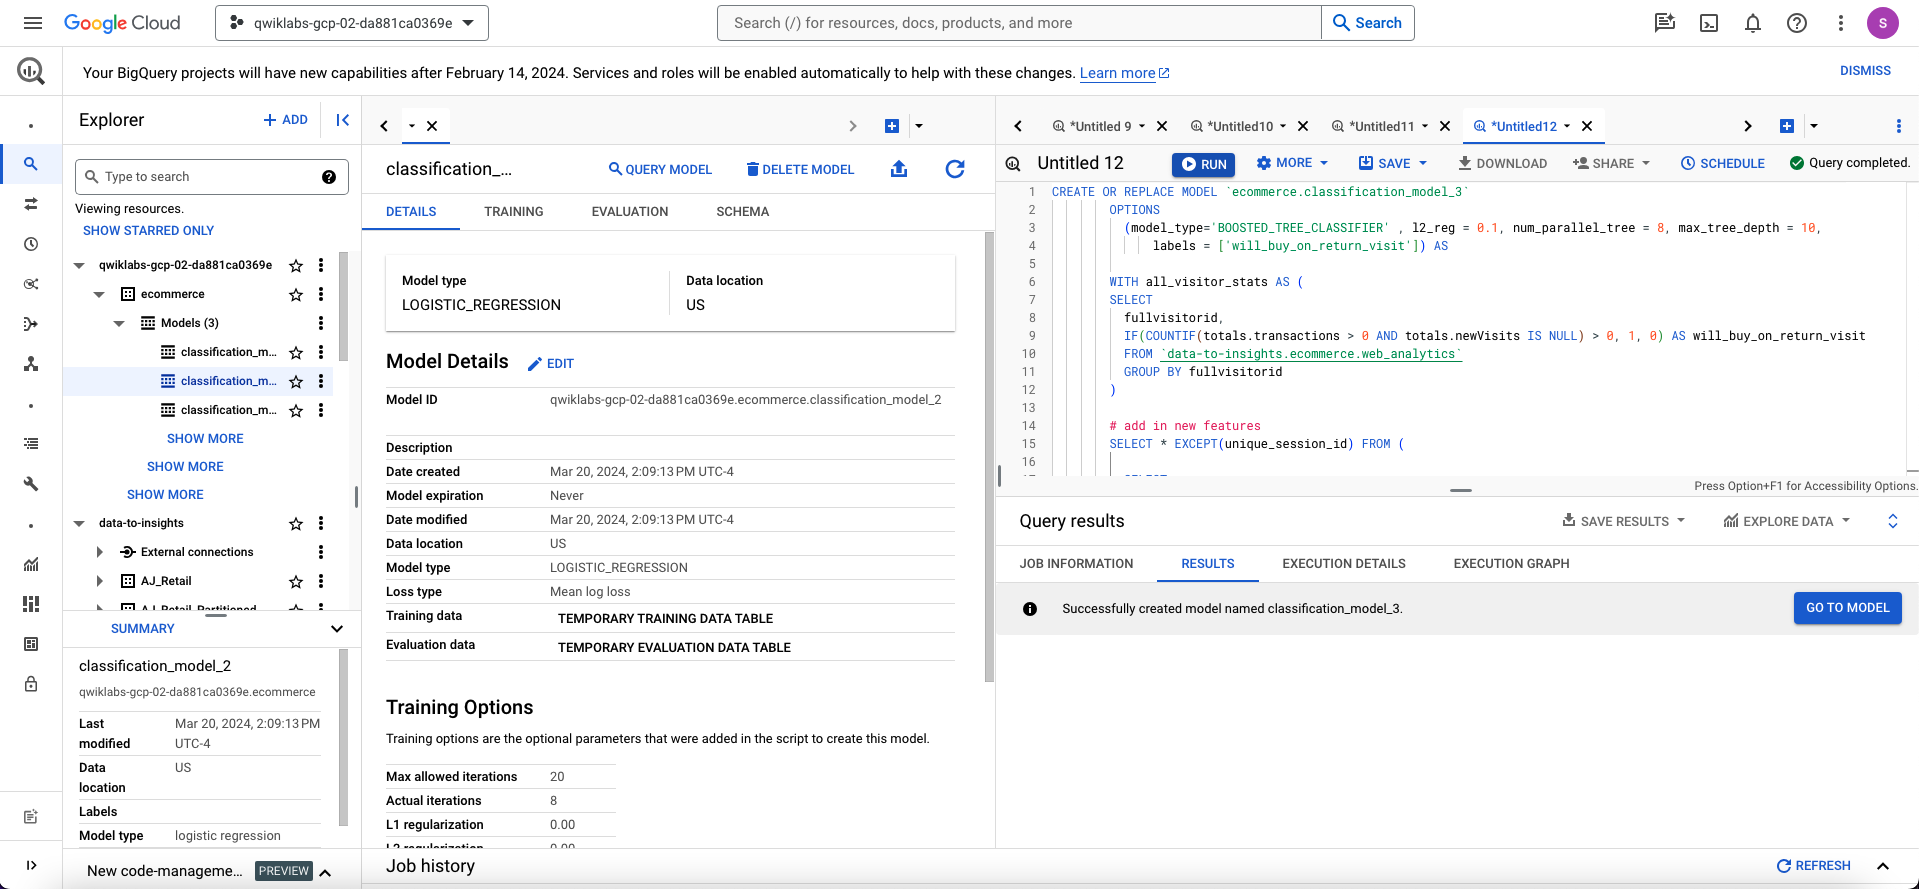 Google Cloud
qwiklabs-gcp-02-da881ca0369e
Search (/) for resources, docs, products, and more
Search
S
Your BigQuery projects will have new capabilities after February 14, 2024. Services and roles will be enabled automatically to help with these changes. Learn more
DISMISS
Explorer
+ ADD
Type to search
Viewing resources.
SHOW STARRED ONLY
qwiklabs-gcp-02-da881ca0369e
ecommerce
Models (3)
classification_m...
classification_m...
classification_m...
SHOW MORE
SHOW MORE
SHOW MORE
data-to-insights
External connections
AJ_Retail
AJ_Retail_Partitioned
SUMMARY
classification_model_2
qwiklabs-gcp-02-da881ca0369e.ecommerce
Last modified Mar 20, 2024, 2:09:13 PM UTC-4
Data location US
Labels
Model type logistic regression
New code-manageme... PREVIEW
classification_...
QUERY MODEL
DELETE MODEL
DETAILS TRAINING EVALUATION SCHEMA
Model type Data location
LOGISTIC_REGRESSION US
Model Details EDIT
Model ID qwiklabs-gcp-02-da881ca0369e.ecommerce.classification_model_2
Description
Date created Mar 20, 2024, 2:09:13 PM UTC-4
Model expiration Never
Date modified Mar 20, 2024, 2:09:13 PM UTC-4
Data location US
Model type LOGISTIC_REGRESSION
Loss type Mean log loss
Training data TEMPORARY TRAINING DATA TABLE
Evaluation data TEMPORARY EVALUATION DATA TABLE
Training Options
Training options are the optional parameters that were added in the script to create this model.
Max allowed iterations 20
Actual iterations 8
L1 regularization 0.00
L2 regularization 0.00
*Untitled 9 *Untitled10 *Untitled11 *Untitled12
Untitled 12 RUN MORE SAVE DOWNLOAD SHARE SCHEDULE Query completed.
1 CREATE OR REPLACE MODEL `ecommerce.classification_model_3`
2 OPTIONS
3 (model_type='BOOSTED_TREE_CLASSIFIER' , l2_reg = 0.1, num_parallel_tree = 8, max_tree_depth = 10,
4 labels = ['will_buy_on_return_visit']) AS
5
6 WITH all_visitor_stats AS (
7 SELECT
8 fullvisitorid,
9 IF(COUNTIF(totals.transactions > 0 AND totals.newVisits IS NULL) > 0, 1, 0) AS will_buy_on_return_visit
10 FROM `data-to-insights.ecommerce.web_analytics`
11 GROUP BY fullvisitorid
12 )
13
14 # add in new features
15 SELECT * EXCEPT(unique_session_id) FROM (
16
17 SELECT
Press Option+F1 for Accessibility Options.
Query results
SAVE RESULTS
EXPLORE DATA
JOB INFORMATION RESULTS EXECUTION DETAILS EXECUTION GRAPH
Successfully created model named classification_model_3.
GO TO MODEL
Job history
REFRESH